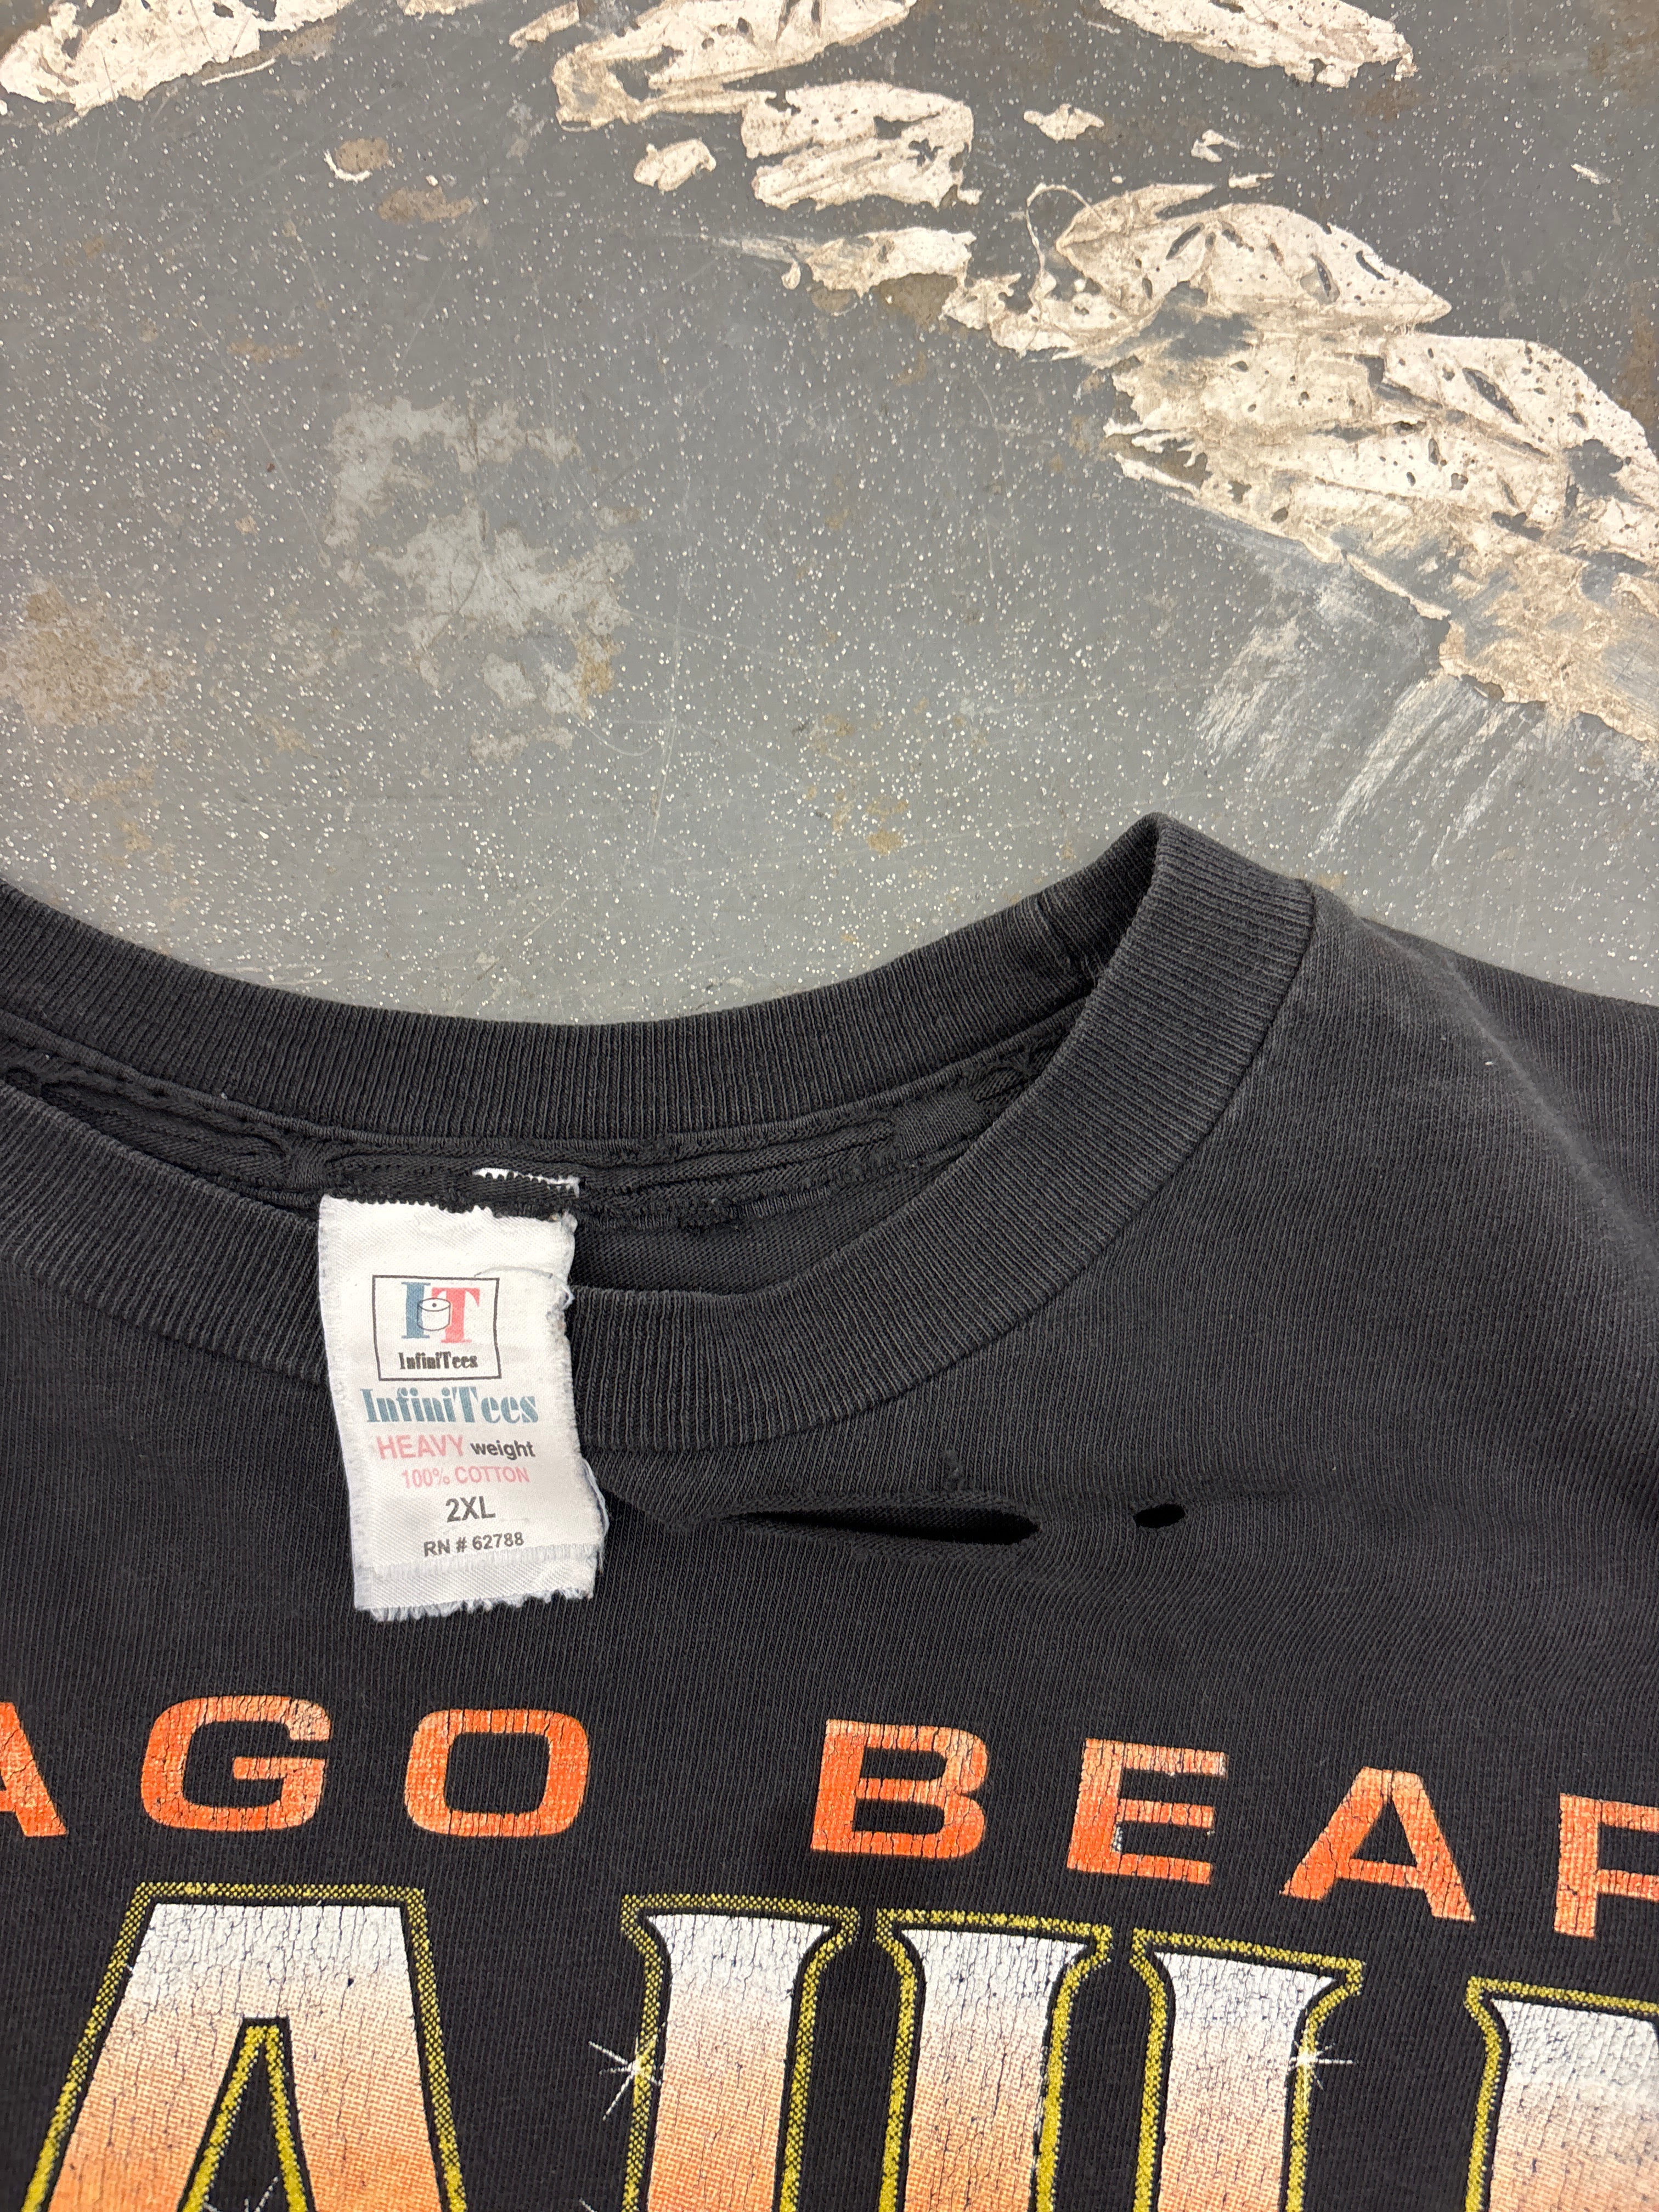 IT
InfiniTees
InfiniTees
HEAVY weight
100% COTTON
2XL
RN # 62788
AGO BEAR